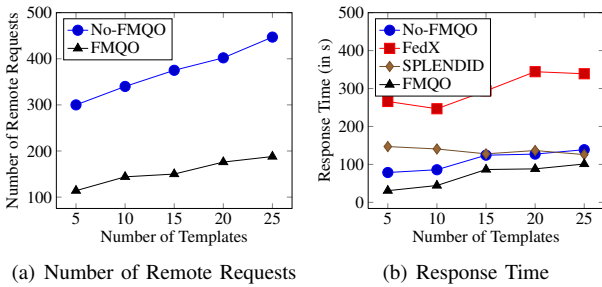 500
400
300
200
100
Number of Remote Requests
No-FMQO
FMQO
5 10 15 20 25
Number of Templates
(a) Number of Remote Requests
500
400
300
200
100
0
Response Time (in s)
No-FMQO
FedX
SPLENDID
FMQO
5 10 15 20 25
Number of Templates
(b) Response Time